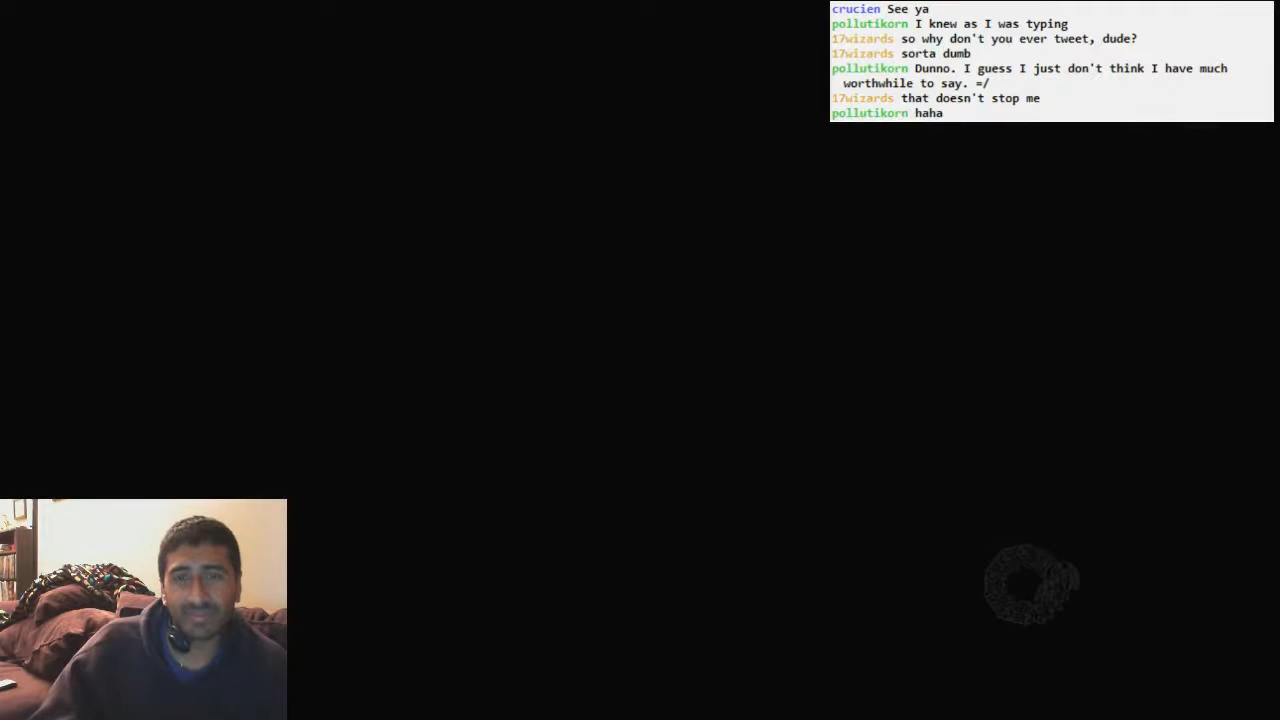 crucien See ya
pollutikorn I knew as I was typing
17wizards so why don't you ever tweet, dude?
17wizards sorta dumb
pollutikorn Dunno. I guess I just don't think I have much
worthwhile to say. =/
17wizards that doesn't stop me
pollutikorn haha